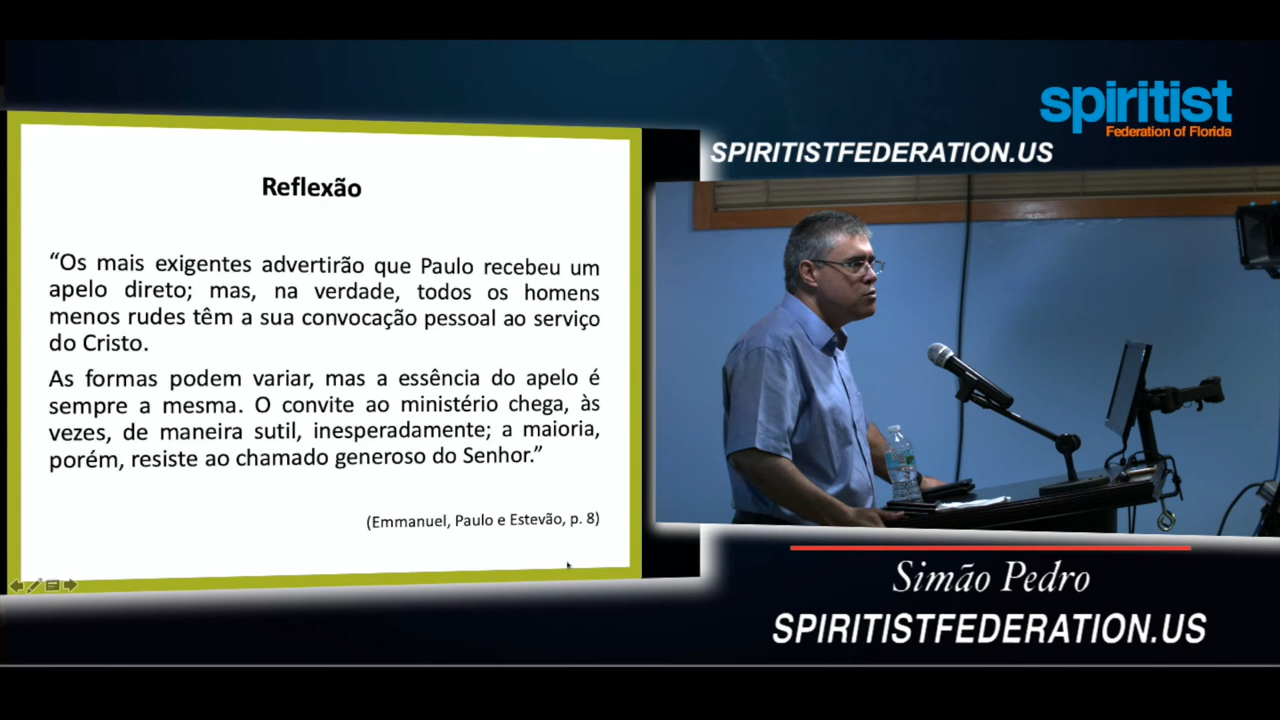 spiritist
Federation of Florida
SPIRITISTFEDERATION.US
Reflexão
“Os mais exigentes advertirão que Paulo recebeu um
apelo direto; mas, na verdade, todos os homens
menos rudes têm a sua convocação pessoal ao serviço
do Cristo.
As formas podem variar, mas a essência do apelo é
sempre a mesma. O convite ao ministério chega, às
vezes, de maneira sutil, inesperadamente; a maioria,
porém, resiste ao chamado generoso do Senhor.”
(Emmanuel, Paulo e Estevão, p. 8)
Simão Pedro
SPIRITISTFEDERATION.US